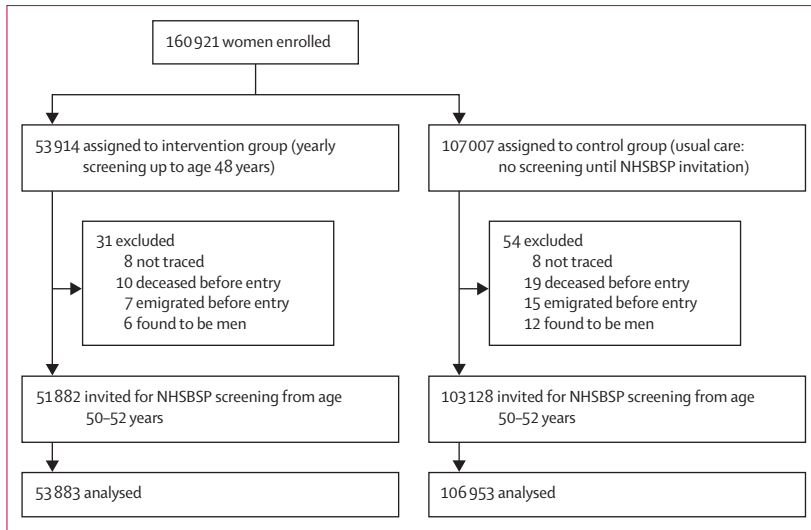 160 921 women enrolled
53 914 assigned to intervention group (yearly
screening up to age 48 years)
107 007 assigned to control group (usual care:
no screening until NHSBSP invitation)
31 excluded
8 not traced
10 deceased before entry
7 emigrated before entry
6 found to be men
54 excluded
8 not traced
19 deceased before entry
15 emigrated before entry
12 found to be men
51 882 invited for NHSBSP screening from age
50–52 years
103 128 invited for NHSBSP screening from age
50–52 years
53 883 analysed
106 953 analysed